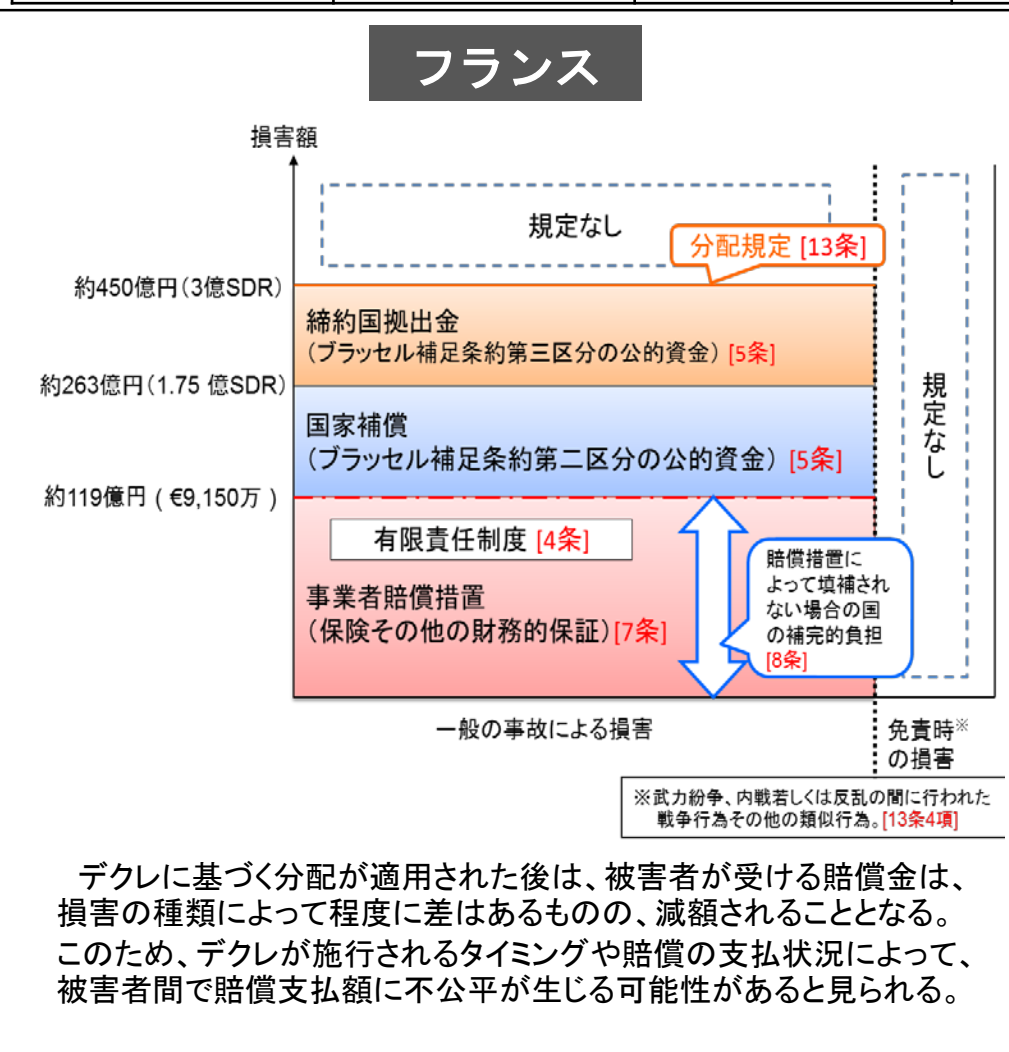 フランス
損害額
規定なし
分配規定 [13条]
約450億円（3億SDR）
締約国拠出金
（ブラッセル補足条約第三区分の公的資金） [5条]
約263億円（1.75 億SDR）
国家補償
（ブラッセル補足条約第二区分の公的資金） [5条]
約119億円 ( €9,150万 )
有限責任制度 [4条]
事業者賠償措置
（保険その他の財務的保証）[7条]
賠償措置に
よって填補され
ない場合の国
の補完的負担
[8条]
規定なし
一般の事故による損害
免責時※
の損害
※武力紛争、内戦若しくは反乱の間に行われた
戦争行為その他の類似行為。[13条4項]
デクレに基づく分配が適用された後は、被害者が受ける賠償金は、
損害の種類によって程度に差はあるものの、減額されることとなる。
このため、デクレが施行されるタイミングや賠償の支払状況によって、
被害者間で賠償支払額に不公平が生じる可能性があると見られる。